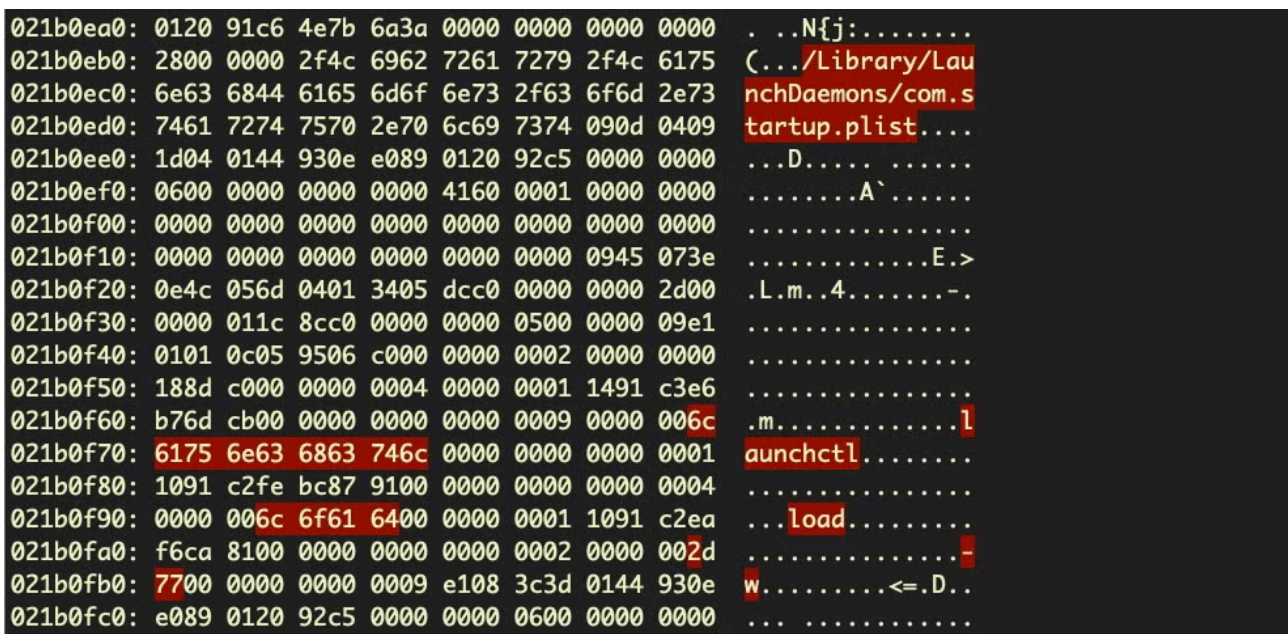 021b0ea0: 0120 91c6 4e7b 6a3a 0000 0000 0000 0000  . ..N{j:........
021b0eb0: 2800 0000 2f4c 6962 7261 7279 2f4c 6175  (.../Library/Lau
021b0ec0: 6e63 6844 6165 6d6f 6e73 2f63 6f6d 2e73  nchDaemons/com.s
021b0ed0: 7461 7274 7570 2e70 6c69 7374 090d 0409  tartup.plist....
021b0ee0: 1d04 0144 930e e089 0120 92c5 0000 0000  ...D..... ......
021b0ef0: 0600 0000 0000 0000 4160 0001 0000 0000  ........A`......
021b0f00: 0000 0000 0000 0000 0000 0000 0000 0000  ................
021b0f10: 0000 0000 0000 0000 0000 0000 0945 073e  .............E.>
021b0f20: 0e4c 056d 0401 3405 dcc0 0000 0000 2d00  .L.m..4.......-.
021b0f30: 0000 011c 8cc0 0000 0000 0500 0000 09e1  ................
021b0f40: 0101 0c05 9506 c000 0000 0002 0000 0000  ................
021b0f50: 188d c000 0000 0004 0000 0001 1491 c3e6  ................
021b0f60: b76d cb00 0000 0000 0000 0009 0000 006c  .m.............l
021b0f70: 6175 6e63 6863 746c 0000 0000 0000 0001  aunchctl........
021b0f80: 1091 c2fe bc87 9100 0000 0000 0000 0004  ................
021b0f90: 0000 006c 6f61 6400 0000 0001 1091 c2ea  ...load.........
021b0fa0: f6ca 8100 0000 0000 0000 0002 0000 002d  ...............-
021b0fb0: 7700 0000 0000 0009 e108 3c3d 0144 930e  w.........<=.D..
021b0fc0: e089 0120 92c5 0000 0000 0600 0000 0000  ... ............